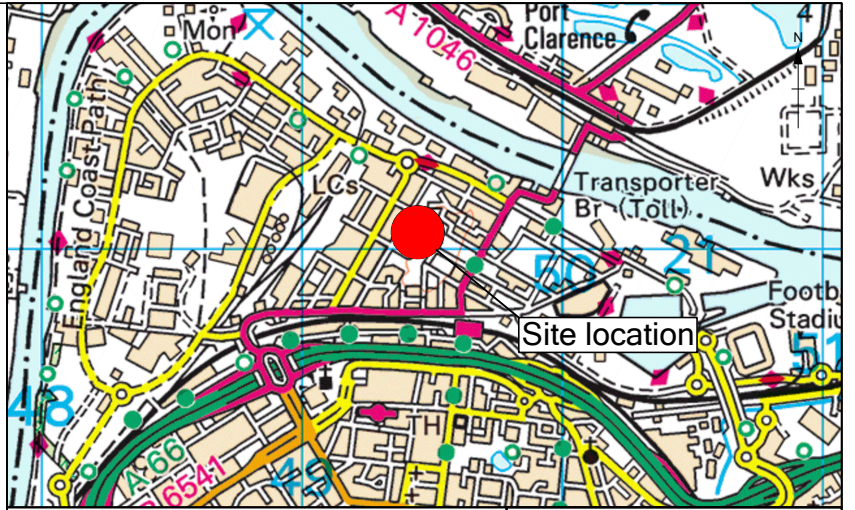 Port
Clarence
4
Mon
A 1046
N
England Coast Path
LCs
Transporter
Br (Toll)
Wks
50
21
Footb
Stadiu
Site location
51
48
TH
A 66
B 6541
49